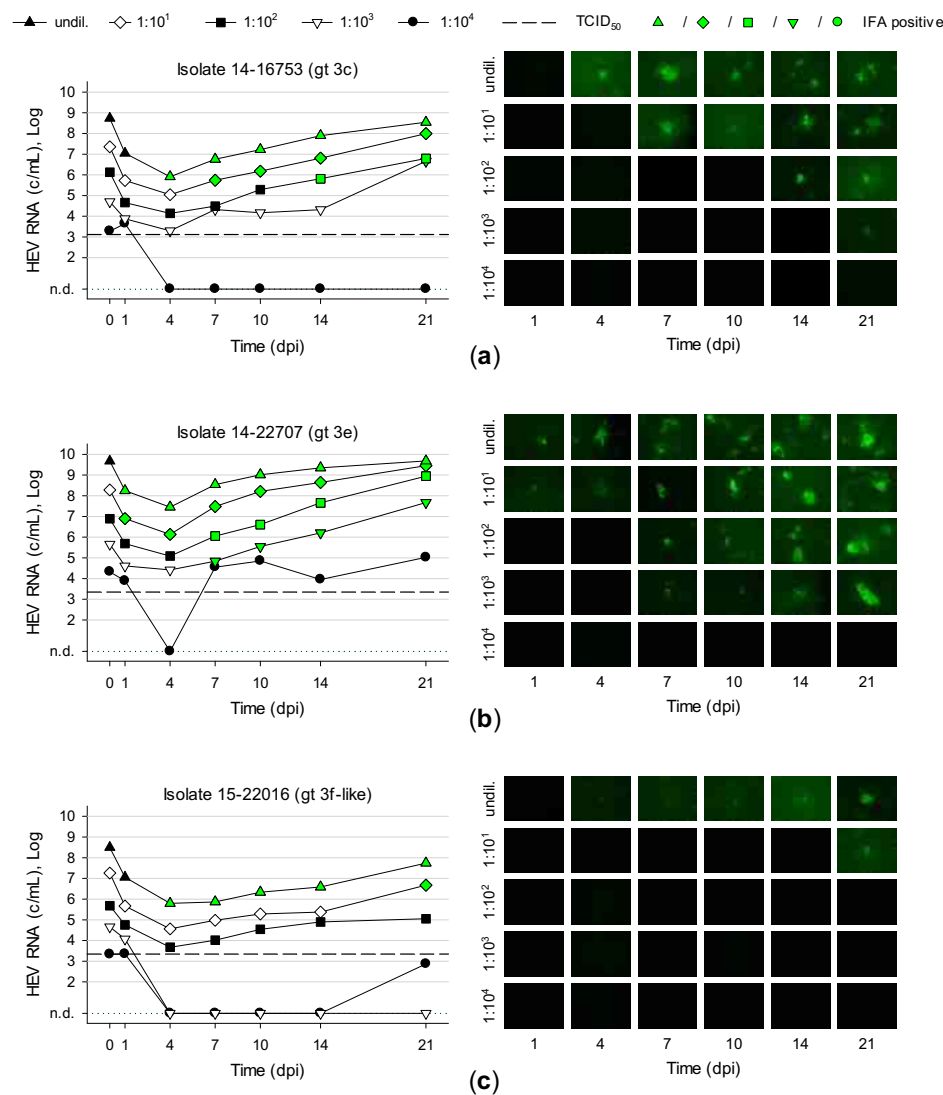 undil. 1:10¹ 1:10² 1:10³ 1:10⁴ TCID₅₀ / / / / IFA positive
Isolate 14-16753 (gt 3c)
HEV RNA (c/mL), Log
10
9
8
7
6
5
4
3
2
n.d.
0 1 4 7 10 14 21
Time (dpi)
undil.
1:10¹
1:10²
1:10³
1:10⁴
1 4 7 10 14 21
Time (dpi)
(a)
Isolate 14-22707 (gt 3e)
HEV RNA (c/mL), Log
10
9
8
7
6
5
4
3
2
n.d.
0 1 4 7 10 14 21
Time (dpi)
undil.
1:10¹
1:10²
1:10³
1:10⁴
1 4 7 10 14 21
Time (dpi)
(b)
Isolate 15-22016 (gt 3f-like)
HEV RNA (c/mL), Log
10
9
8
7
6
5
4
3
2
n.d.
0 1 4 7 10 14 21
Time (dpi)
undil.
1:10¹
1:10²
1:10³
1:10⁴
1 4 7 10 14 21
Time (dpi)
(c)